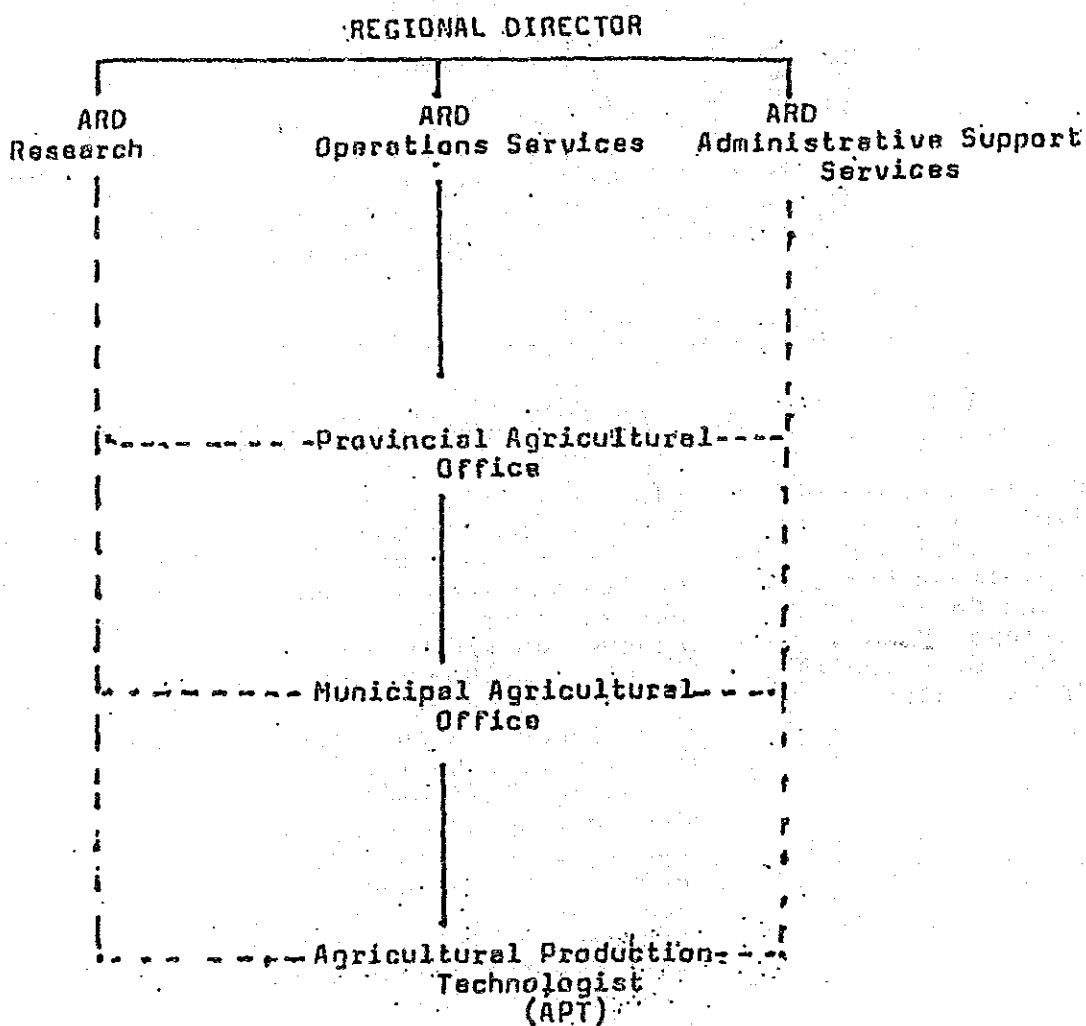 REGIONAL DIRECTOR
ARD
Research
ARD
Operations Services
ARD
Administrative Support
Services
Provincial Agricultural
Office
Municipal Agricultural
Office
Agricultural Production
Technologist
(APT)